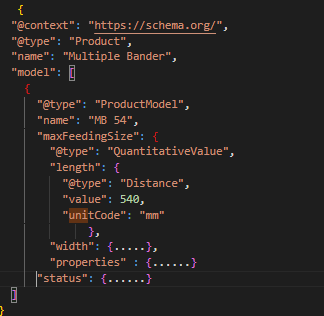 {
"@context": "https://schema.org/",
"@type": "Product",
"name": "Multiple Bander",
"model": [
{
"@type": "ProductModel",
"name": "MB 54",
"maxFeedingSize": {
"@type": "QuantitativeValue",
"length": {
"@type": "Distance",
"value": 540,
"unitCode": "mm"
},
"width": {.....},
"properties" : {......}
"status": {......}
]
}